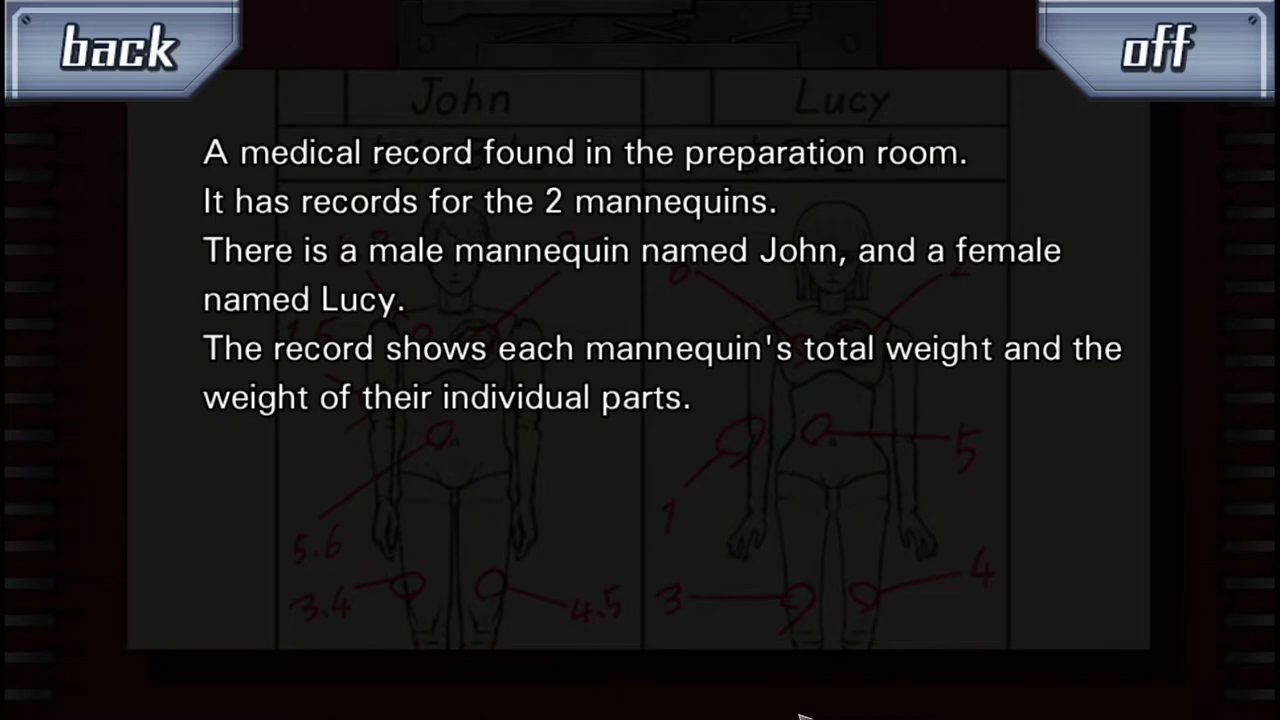 back
off
John
Lucy
A medical record found in the preparation room.
It has records for the 2 mannequins.
There is a male mannequin named John, and a female
named Lucy.
The record shows each mannequin's total weight and the
weight of their individual parts.
5
1
5.6
4
3.4
4.5
3